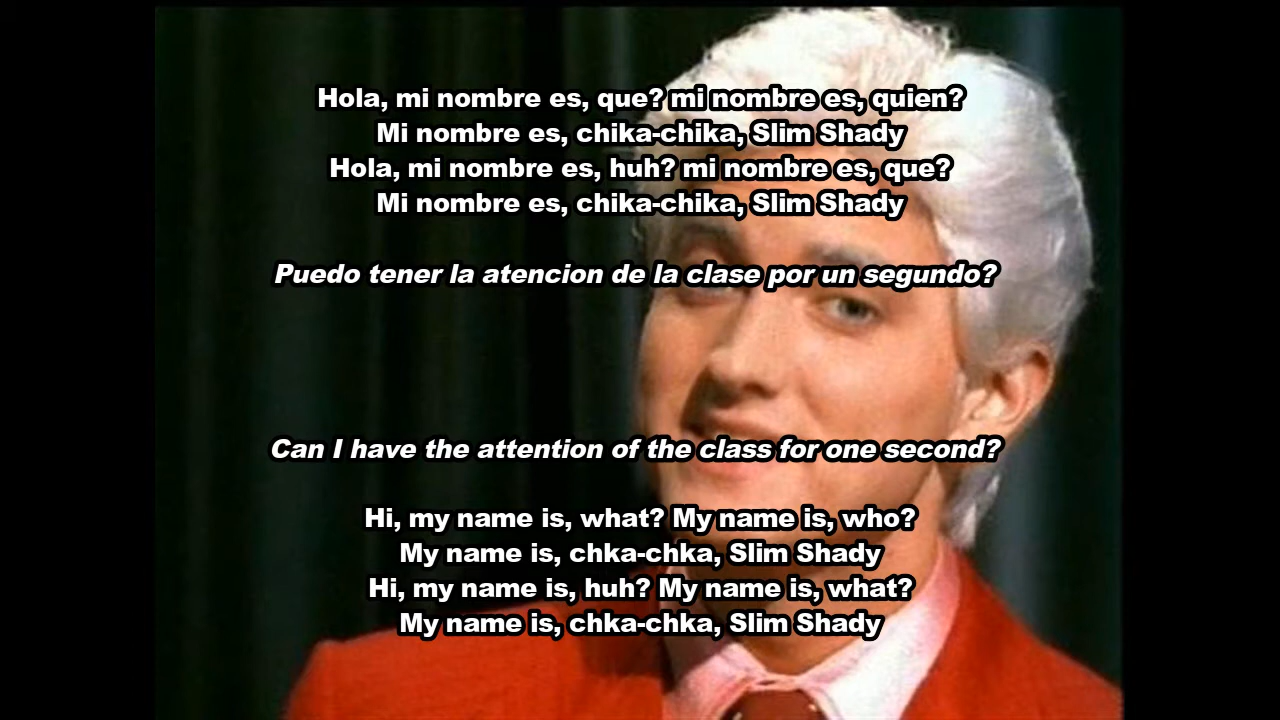 Hola, mi nombre es, que? mi nombre es, quien?
Mi nombre es, chika-chika, Slim Shady
Hola, mi nombre es, huh? mi nombre es, que?
Mi nombre es, chika-chika, Slim Shady
Puedo tener la atencion de la clase por un segundo?
Can I have the attention of the class for one second?
Hi, my name is, what? My name is, who?
My name is, chka-chka, Slim Shady
Hi, my name is, huh? My name is, what?
My name is, chka-chka, Slim Shady